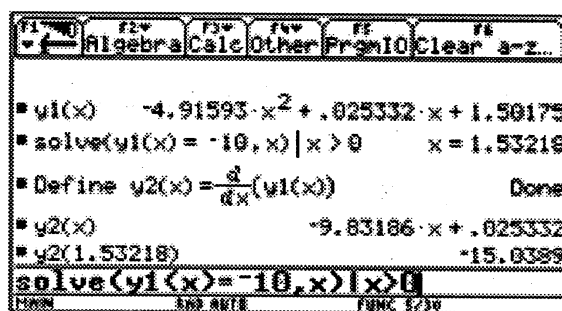 F1 F2 F3 F4 F5 F6
Algebra Calc Other PrgmIO Clear a-z…
▪ y1(x) -4.91593·x² + .025332·x + 1.50175
▪ solve(y1(x) = -10, x) | x > 0 x = 1.53218
▪ Define y2(x) = d/dx(y1(x)) Done
▪ y2(x) -9.83186·x + .025332
▪ y2(1.53218) -15.0389
solve(y1(x)=-10,x)|x>0
MAIN RAD AUTO FUNC 5/30